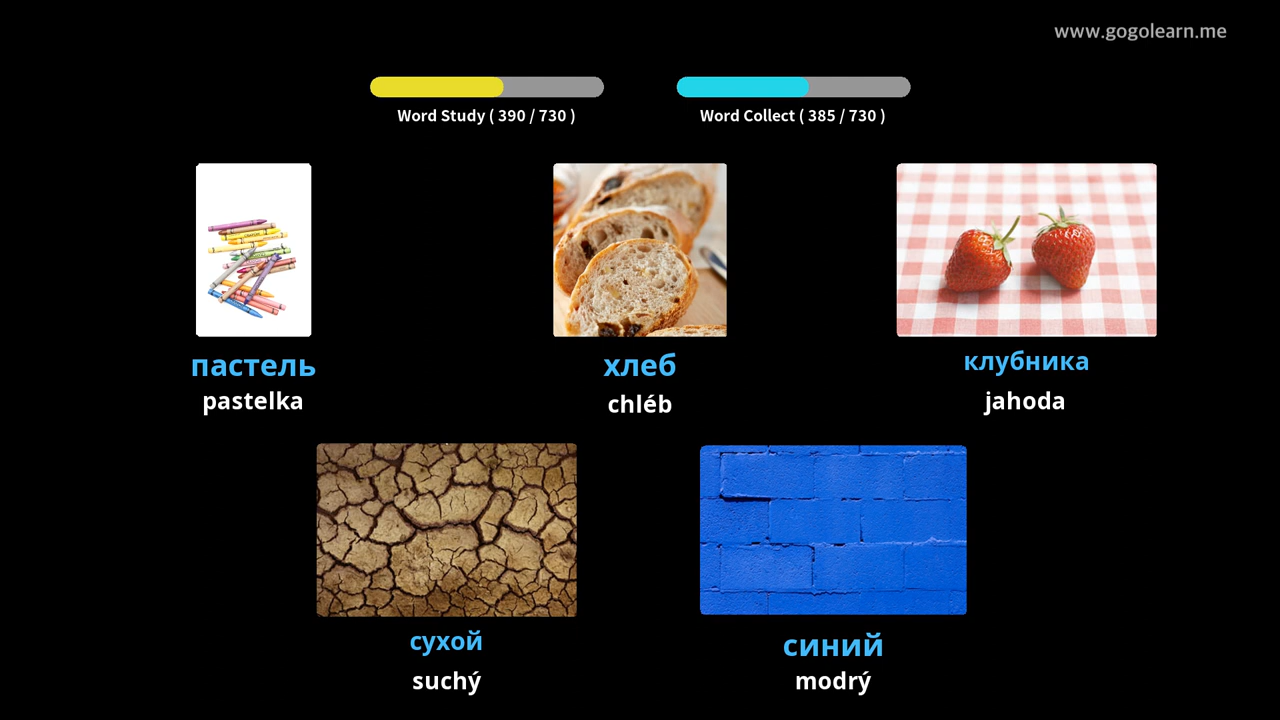 www.gogolearn.me
Word Study ( 390 / 730 )
Word Collect ( 385 / 730 )
пастель
pastelka
хлеб
chléb
клубника
jahoda
сухой
suchý
синий
modrý